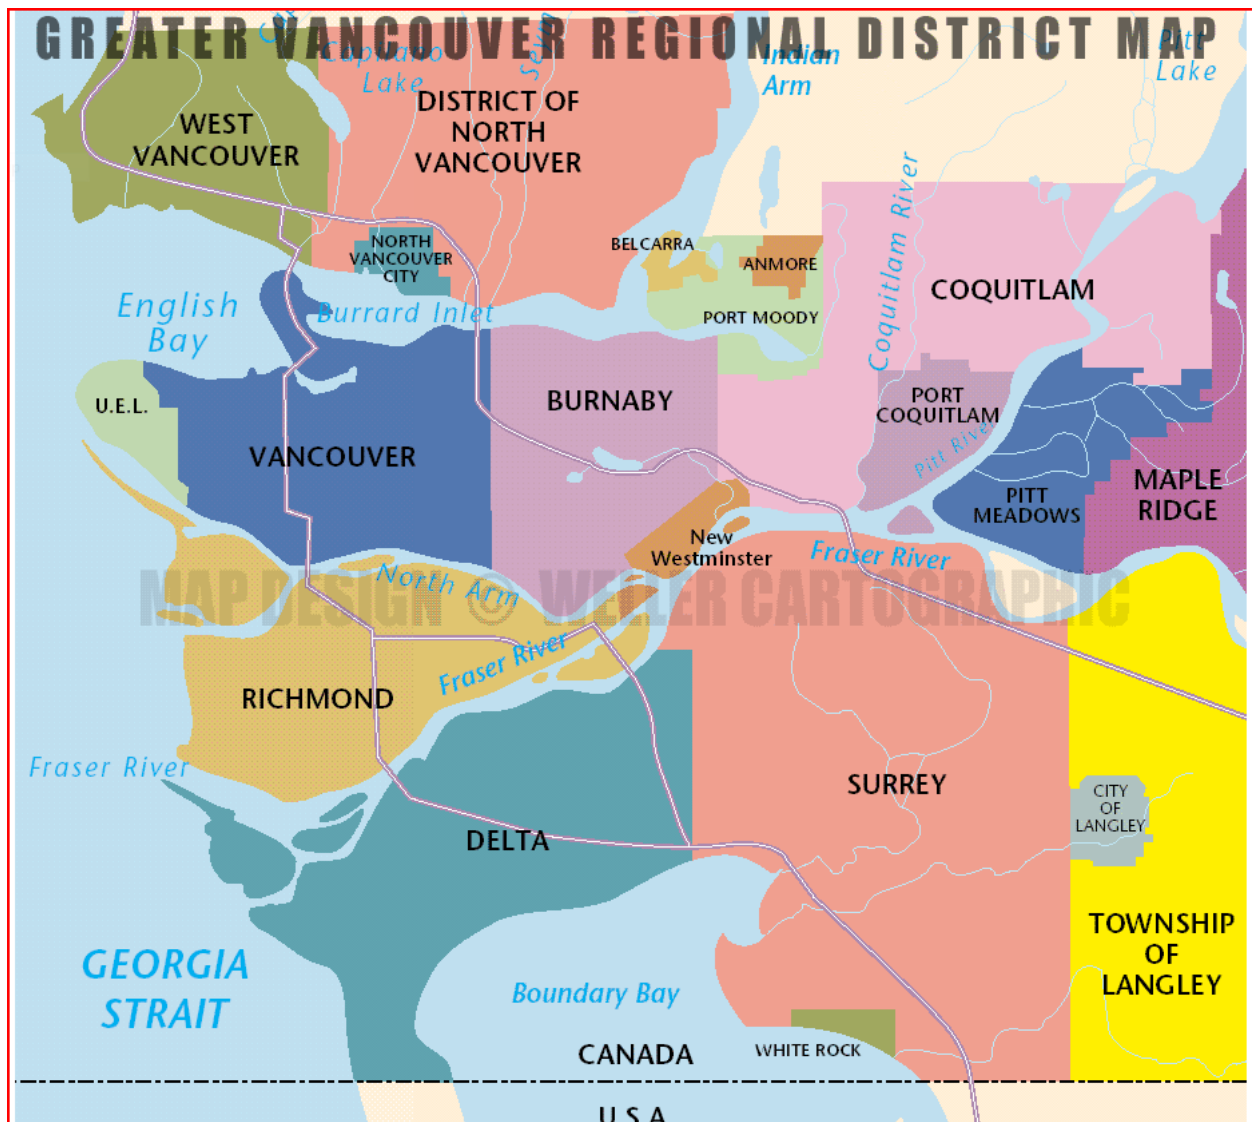 GREATER VANCOUVER REGIONAL DISTRICT MAP
Capilano
Lake
Seym
Indian
Arm
Pitt
Lake
WEST
VANCOUVER
DISTRICT OF
NORTH
VANCOUVER
NORTH
VANCOUVER
CITY
BELCARRA
ANMORE
PORT MOODY
Coquitlam River
COQUITLAM
English
Bay
Burrard Inlet
U.E.L.
VANCOUVER
BURNABY
PORT
COQUITLAM
Pitt River
PITT
MEADOWS
MAPLE
RIDGE
New
Westminster
Fraser River
North Arm
MAP DESIGN © WELLER CARTOGRAPHIC
Fraser River
RICHMOND
Fraser River
DELTA
SURREY
CITY
OF
LANGLEY
TOWNSHIP
OF
LANGLEY
GEORGIA
STRAIT
Boundary Bay
CANADA
WHITE ROCK
U.S.A